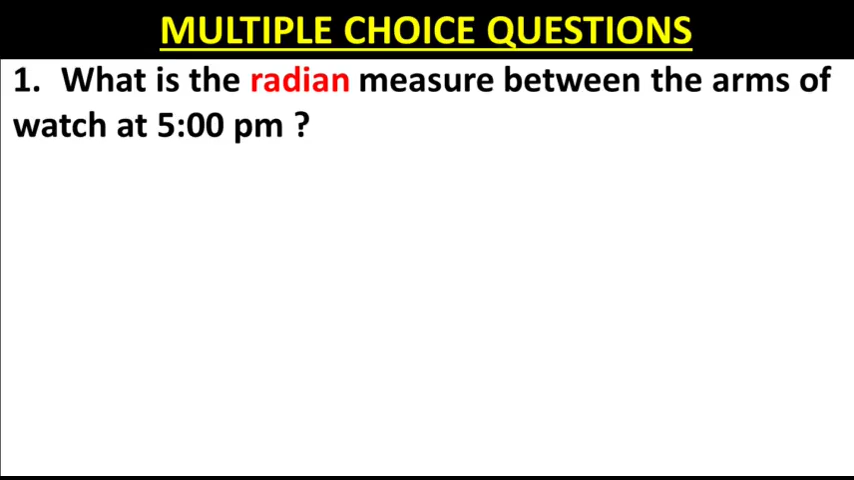 MULTIPLE CHOICE QUESTIONS
1. What is the radian measure between the arms of
watch at 5:00 pm ?